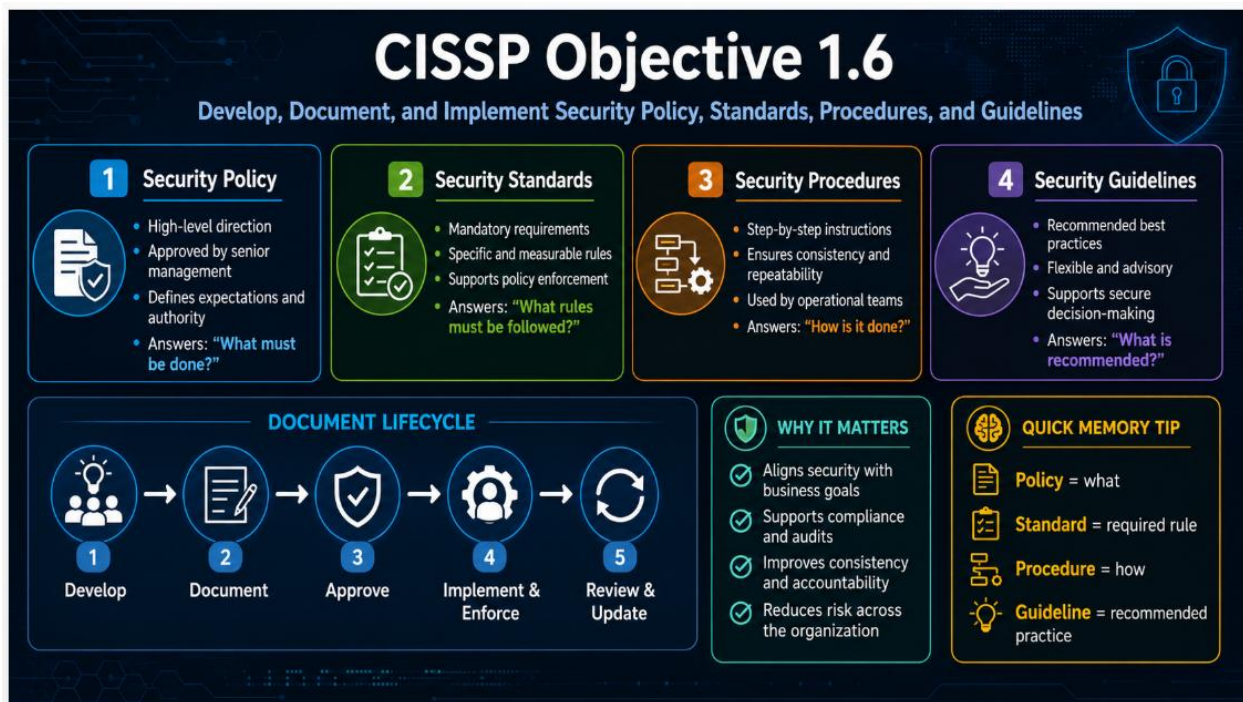 CISSP Objective 1.6
Develop, Document, and Implement Security Policy, Standards, Procedures, and Guidelines
1
Security Policy
• High-level direction
• Approved by senior
management
• Defines expectations and
authority
• Answers: “What must
be done?”
2
Security Standards
• Mandatory requirements
• Specific and measurable rules
• Supports policy enforcement
• Answers: “What rules
must be followed?”
3
Security Procedures
• Step-by-step instructions
• Ensures consistency and
repeatability
• Used by operational teams
• Answers: “How is it done?”
4
Security Guidelines
• Recommended best
practices
• Flexible and advisory
• Supports secure
decision-making
• Answers: “What is
recommended?”
DOCUMENT LIFECYCLE
1
Develop
2
Document
3
Approve
4
Implement &
Enforce
5
Review &
Update
WHY IT MATTERS
Aligns security with
business goals
Supports compliance
and audits
Improves consistency
and accountability
Reduces risk across
the organization
QUICK MEMORY TIP
Policy = what
Standard = required rule
Procedure = how
Guideline = recommended
practice